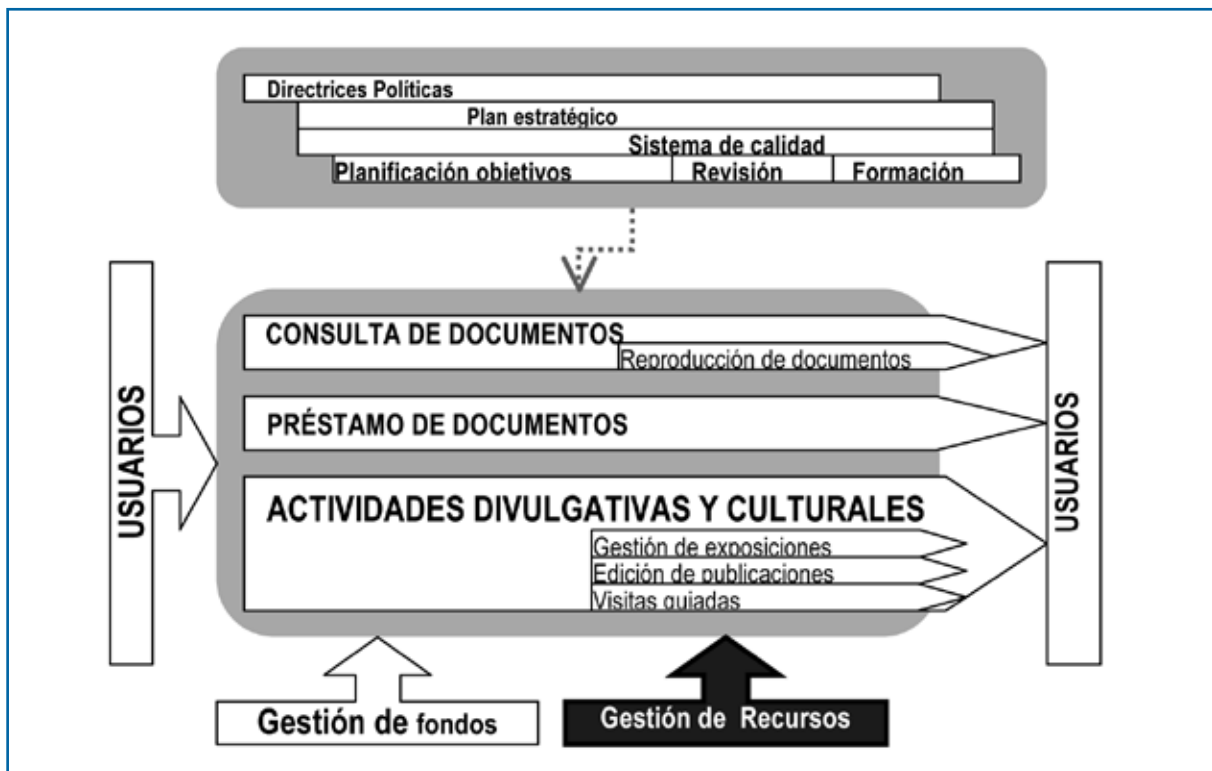 Directrices Políticas
Plan estratégico
Sistema de calidad
Planificación objetivos
Revisión
Formación
USUARIOS
CONSULTA DE DOCUMENTOS
Reproducción de documentos
PRÉSTAMO DE DOCUMENTOS
ACTIVIDADES DIVULGATIVAS Y CULTURALES
Gestión de exposiciones
Edición de publicaciones
Visitas guiadas
USUARIOS
Gestión de fondos
Gestión de Recursos